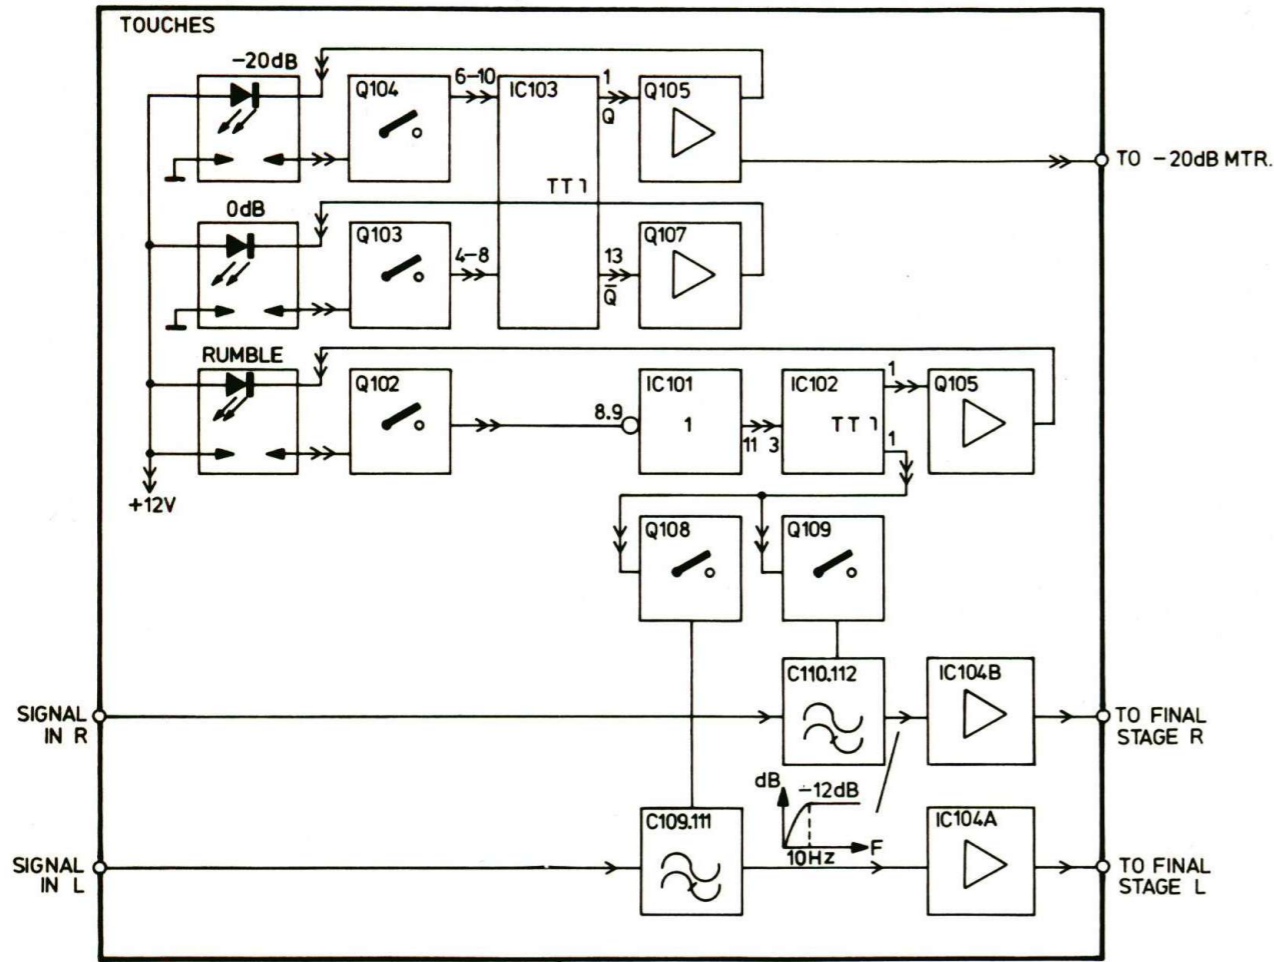 TOUCHES
-20dB
Q104
6-10
IC103
1
Q
Q105
TO -20dB MTR.
TT
0dB
Q103
4-8
13
Q̅
Q107
RUMBLE
Q102
8.9
IC101
1
11 3
IC102
TT
1
1
Q105
+12V
Q108
Q109
C110.112
IC104B
SIGNAL
IN R
TO FINAL
STAGE R
dB
-12dB
10Hz
F
C109.111
IC104A
SIGNAL
IN L
TO FINAL
STAGE L